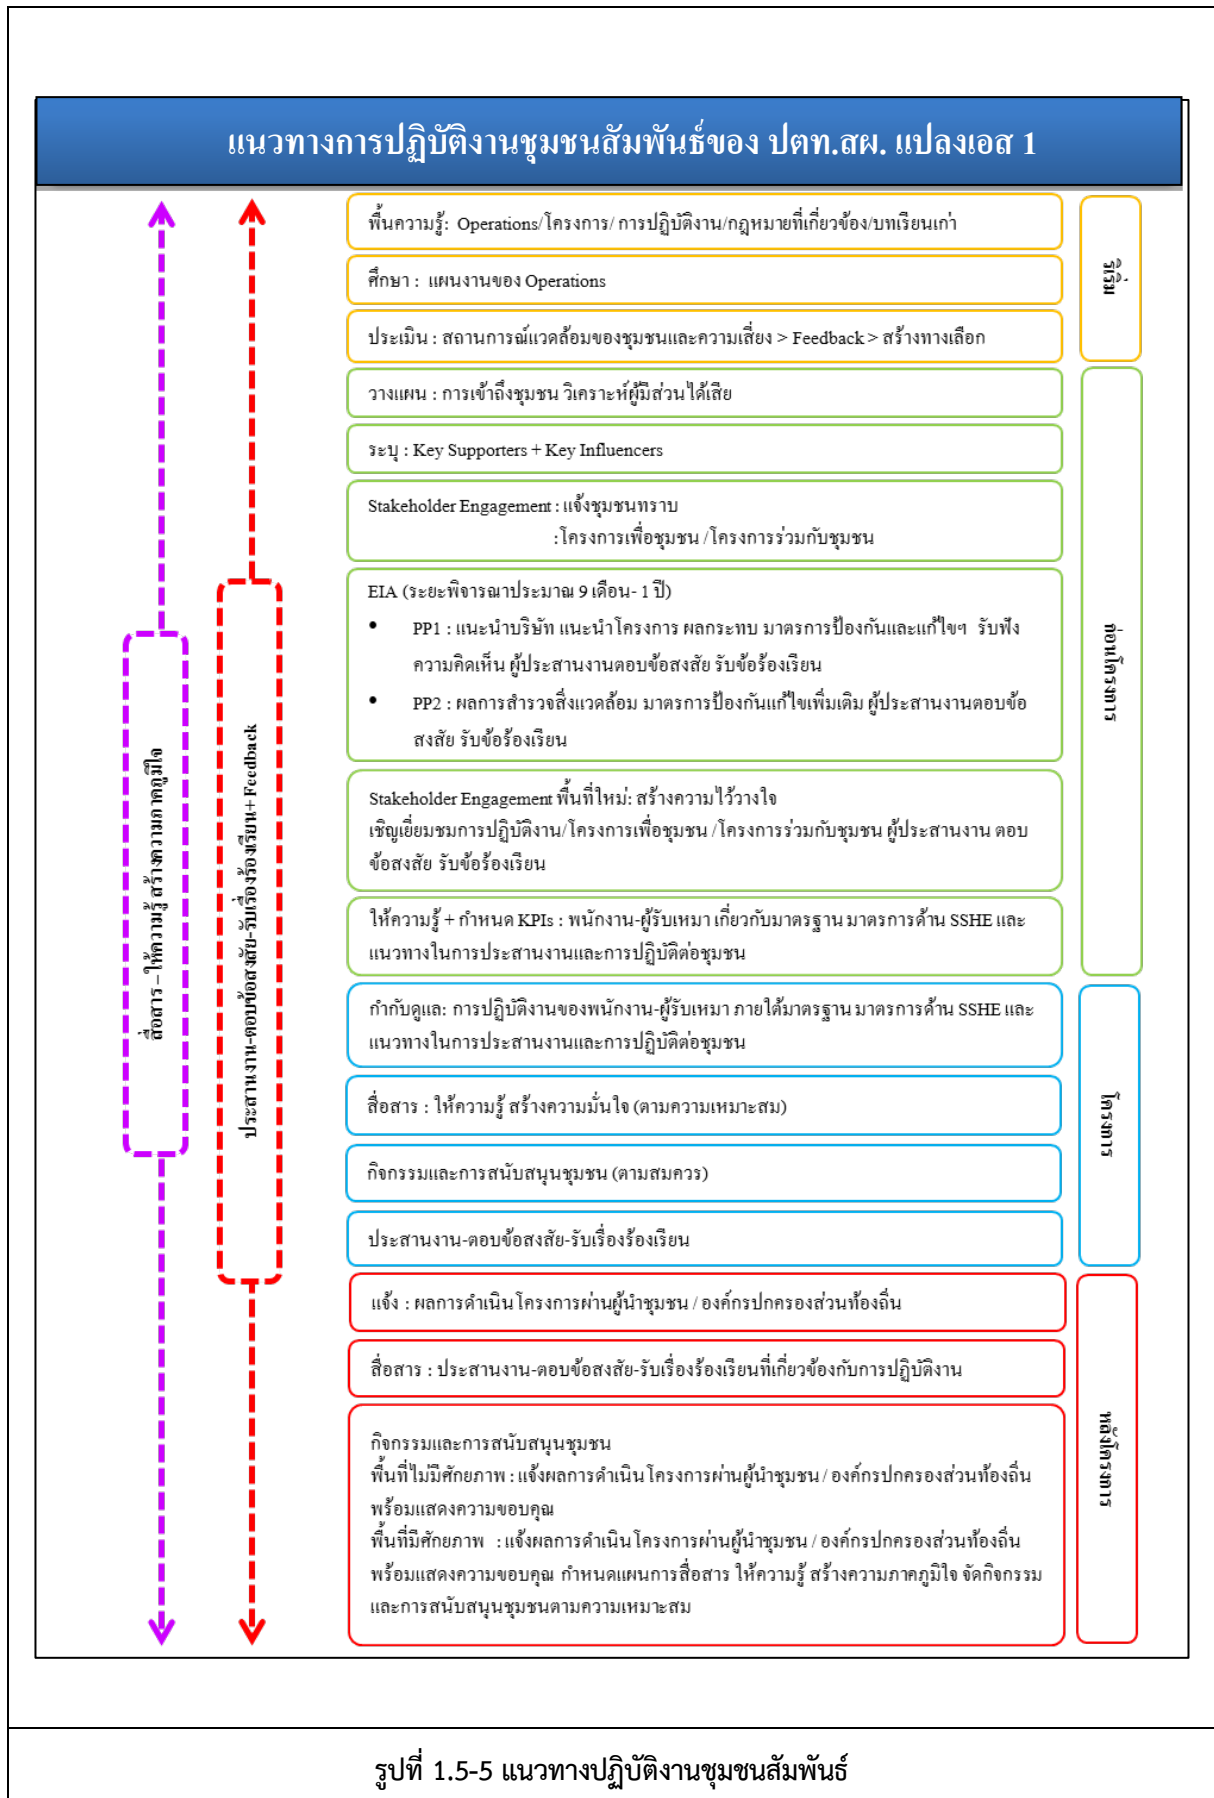 แนวทางการปฏิบัติงานชุมชนสัมพันธ์ของ ปตท.สผ. แปลงเอส 1
พื้นความรู้: Operations/โครงการ/ การปฏิบัติงาน/กฎหมายที่เกี่ยวข้อง/บทเรียนเก่า
ศึกษา : แผนงานของ Operations
ประเมิน : สถานการณ์แวดล้อมของชุมชนและความเสี่ยง > Feedback > สร้างทางเลือก
ริเริ่ม
วางแผน : การเข้าถึงชุมชน วิเคราะห์ผู้มีส่วนได้เสีย
ระบุ : Key Supporters + Key Influencers
Stakeholder Engagement : แจ้งชุมชนทราบ
:โครงการเพื่อชุมชน /โครงการร่วมกับชุมชน
EIA (ระยะพิจารณาประมาณ 9 เดือน- 1 ปี)
• PP1 : แนะนำบริษัท แนะนำโครงการ ผลกระทบ มาตรการป้องกันและแก้ไขฯ รับฟัง
ความคิดเห็น ผู้ประสานงานตอบข้อสงสัย รับข้อร้องเรียน
• PP2 : ผลการสำรวจสิ่งแวดล้อม มาตรการป้องกันแก้ไขเพิ่มเติม ผู้ประสานงานตอบข้อ
สงสัย รับข้อร้องเรียน
Stakeholder Engagement พื้นที่ใหม่: สร้างความไว้วางใจ
เชิญเยี่ยมชมการปฏิบัติงาน/โครงการเพื่อชุมชน /โครงการร่วมกับชุมชน ผู้ประสานงาน ตอบ
ข้อสงสัย รับข้อร้องเรียน
ให้ความรู้ + กำหนด KPIs : พนักงาน-ผู้รับเหมา เกี่ยวกับมาตรฐาน มาตรการด้าน SSHE และ
แนวทางในการประสานงานและการปฏิบัติต่อชุมชน
ก่อนโครงการ
กำกับดูแล: การปฏิบัติงานของพนักงาน-ผู้รับเหมา ภายใต้มาตรฐาน มาตรการด้าน SSHE และ
แนวทางในการประสานงานและการปฏิบัติต่อชุมชน
สื่อสาร : ให้ความรู้ สร้างความมั่นใจ (ตามความเหมาะสม)
กิจกรรมและการสนับสนุนชุมชน (ตามสมควร)
ประสานงาน-ตอบข้อสงสัย-รับเรื่องร้องเรียน
โครงการ
แจ้ง : ผลการดำเนินโครงการผ่านผู้นำชุมชน / องค์กรปกครองส่วนท้องถิ่น
สื่อสาร : ประสานงาน-ตอบข้อสงสัย-รับเรื่องร้องเรียนที่เกี่ยวข้องกับการปฏิบัติงาน
กิจกรรมและการสนับสนุนชุมชน
พื้นที่ไม่มีศักยภาพ : แจ้งผลการดำเนินโครงการผ่านผู้นำชุมชน / องค์กรปกครองส่วนท้องถิ่น
พร้อมแสดงความขอบคุณ
พื้นที่มีศักยภาพ : แจ้งผลการดำเนินโครงการผ่านผู้นำชุมชน / องค์กรปกครองส่วนท้องถิ่น
พร้อมแสดงความขอบคุณ กำหนดแผนการสื่อสาร ให้ความรู้ สร้างความภาคภูมิใจ จัดกิจกรรม
และการสนับสนุนชุมชนตามความเหมาะสม
หลังโครงการ
สื่อสาร – ให้ความรู้ สร้างความภาคภูมิใจ
ประสานงาน-ตอบข้อสงสัย-รับเรื่องร้องเรียน+ Feedback
รูปที่ 1.5-5 แนวทางปฏิบัติงานชุมชนสัมพันธ์